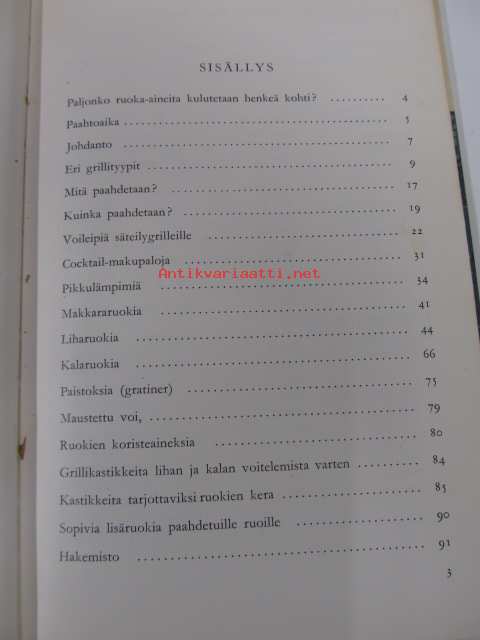 SISÄLLYS
Paljonko ruoka-aineita kulutetaan henkeä kohti? .......... 4
Paahtoaika ........................................ 5
Johdanto ........................................ 7
Eri grillityypit ........................................ 9
Mitä paahdetaan? ........................................ 17
Kuinka paahdetaan? ........................................ 19
Voileipiä säteilygrilleille ........................................ 22
Cocktail-makupaloja ........................................ 31
Antikvariaatti.net
Pikkulämpimiä ........................................ 34
Makkararuokia ........................................ 41
Liharuokia ........................................ 44
Kalaruokia ........................................ 66
Paistoksia (gratiner) ........................................ 75
Maustettu voi, ........................................ 79
Ruokien koristeaineksia ........................................ 80
Grillikastikkeita lihan ja kalan voitelemista varten .......... 84
Kastikkeita tarjottaviksi ruokien kera .................... 85
Sopivia lisäruokia paahdetuille ruoille .................... 90
Hakemisto ........................................ 91
3